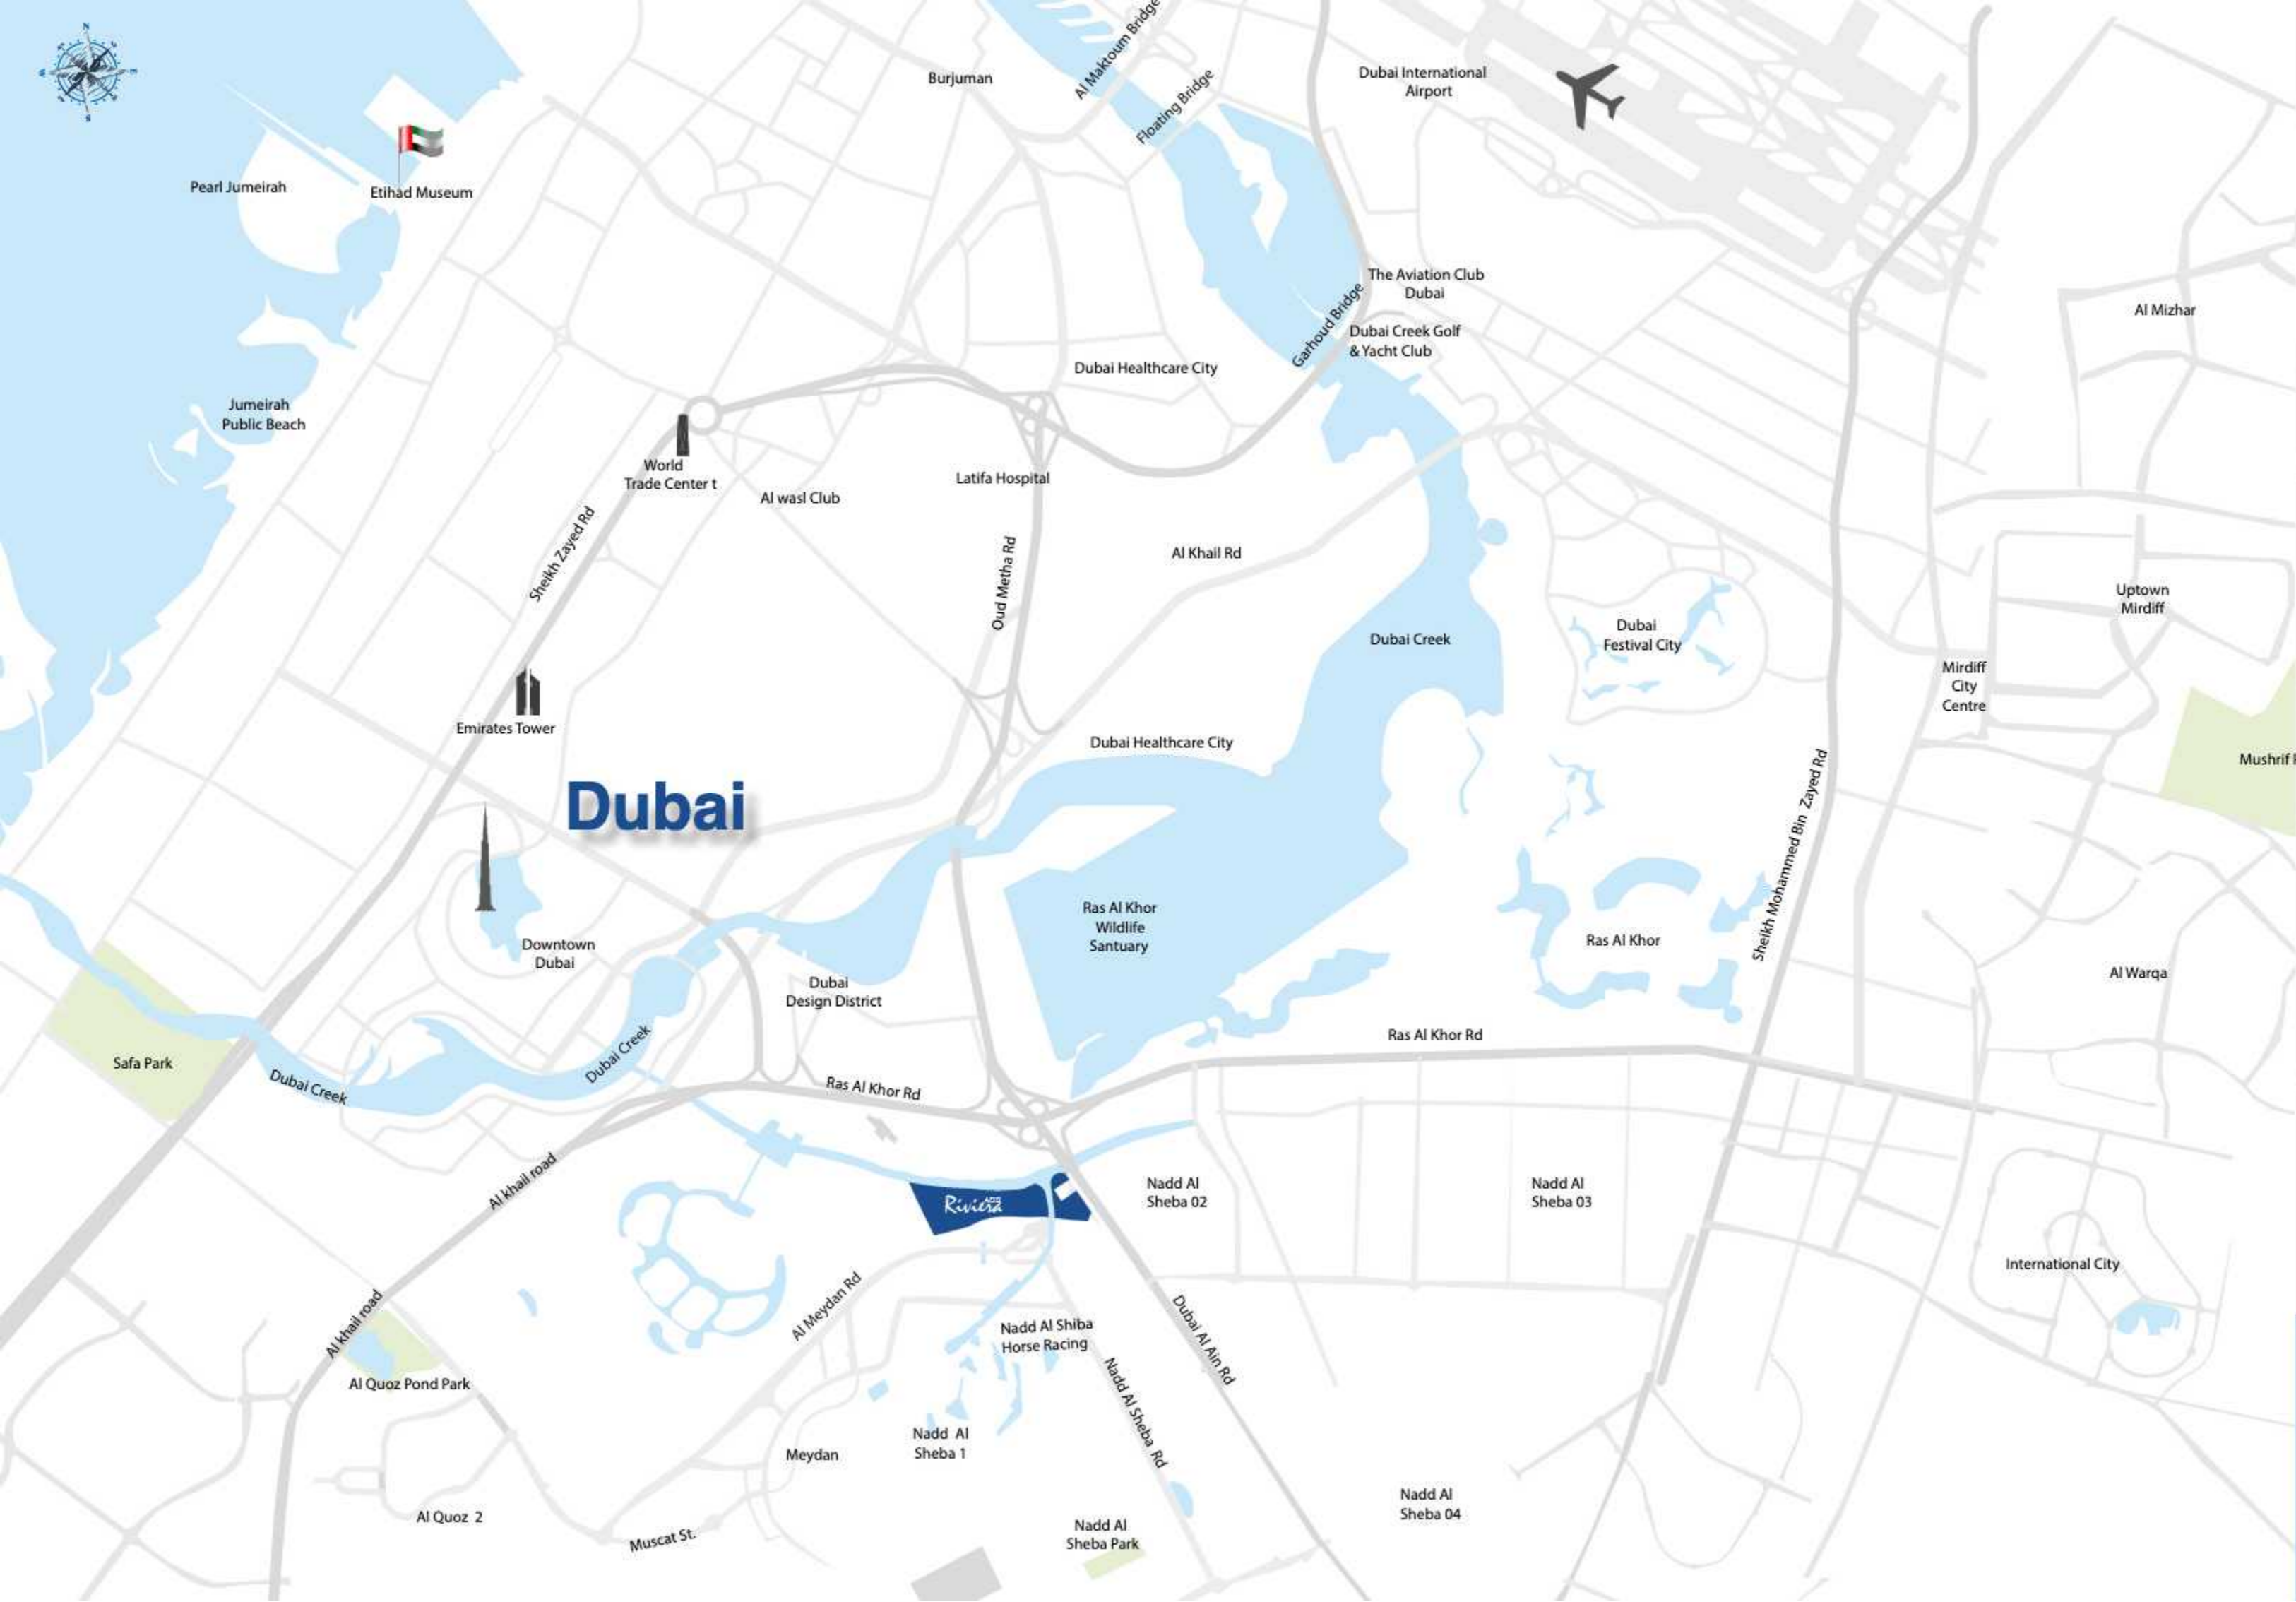 N
S
Burjuman
Al Maktoum Bridge
Floating Bridge
Dubai International
Airport
Pearl Jumeirah
Etihad Museum
The Aviation Club
Dubai
Garhoud Bridge
Dubai Creek Golf
& Yacht Club
Al Mizhar
Dubai Healthcare City
Jumeirah
Public Beach
World
Trade Center t
Al wasl Club
Latifa Hospital
Sheikh Zayed Rd
Oud Metha Rd
Al Khail Rd
Dubai Creek
Dubai
Festival City
Uptown
Mirdiff
Mirdiff
City
Centre
Emirates Tower
Dubai Healthcare City
Mushrif
Dubai
Sheikh Mohammed Bin Zayed Rd
Ras Al Khor
Wildlife
Santuary
Ras Al Khor
Downtown
Dubai
Dubai
Design District
Al Warqa
Ras Al Khor Rd
Safa Park
Dubai Creek
Dubai Creek
Ras Al Khor Rd
Al khail road
Riviera
Nadd Al
Sheba 02
Nadd Al
Sheba 03
International City
Al khail road
Al Meydan Rd
Nadd Al Shiba
Horse Racing
Dubai Al Ain Rd
Al Quoz Pond Park
Nadd Al Sheba Rd
Meydan
Nadd Al
Sheba 1
Al Quoz 2
Muscat St.
Nadd Al
Sheba Park
Nadd Al
Sheba 04